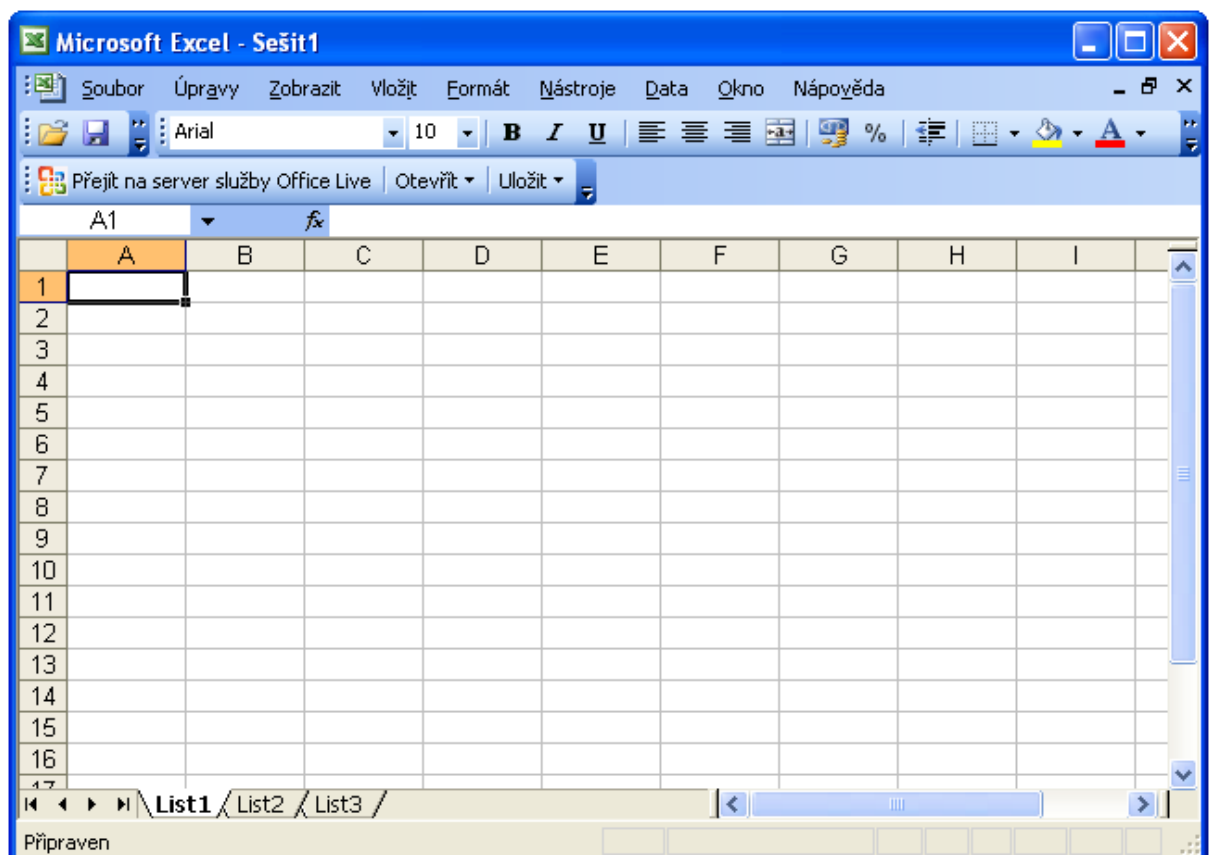 Microsoft Excel - Sešit1
Soubor Úpravy Zobrazit Vložit Formát Nástroje Data Okno Nápověda
Arial 10 B I U % A
Přejít na server služby Office Live Otevřít Uložit
A1 fx
A B C D E F G H I
1
2
3
4
5
6
7
8
9
10
11
12
13
14
15
16
17
List1 List2 List3
Připraven